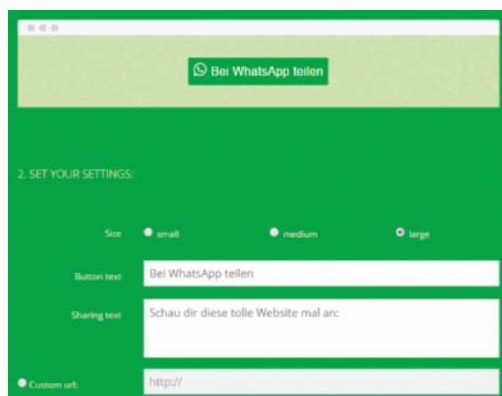 Bei WhatsApp teilen
2. SET YOUR SETTINGS:
Size small medium large
Button text Bei WhatsApp teilen
Sharing text Schau dir diese tolle Website mal an:
Custom url: http://